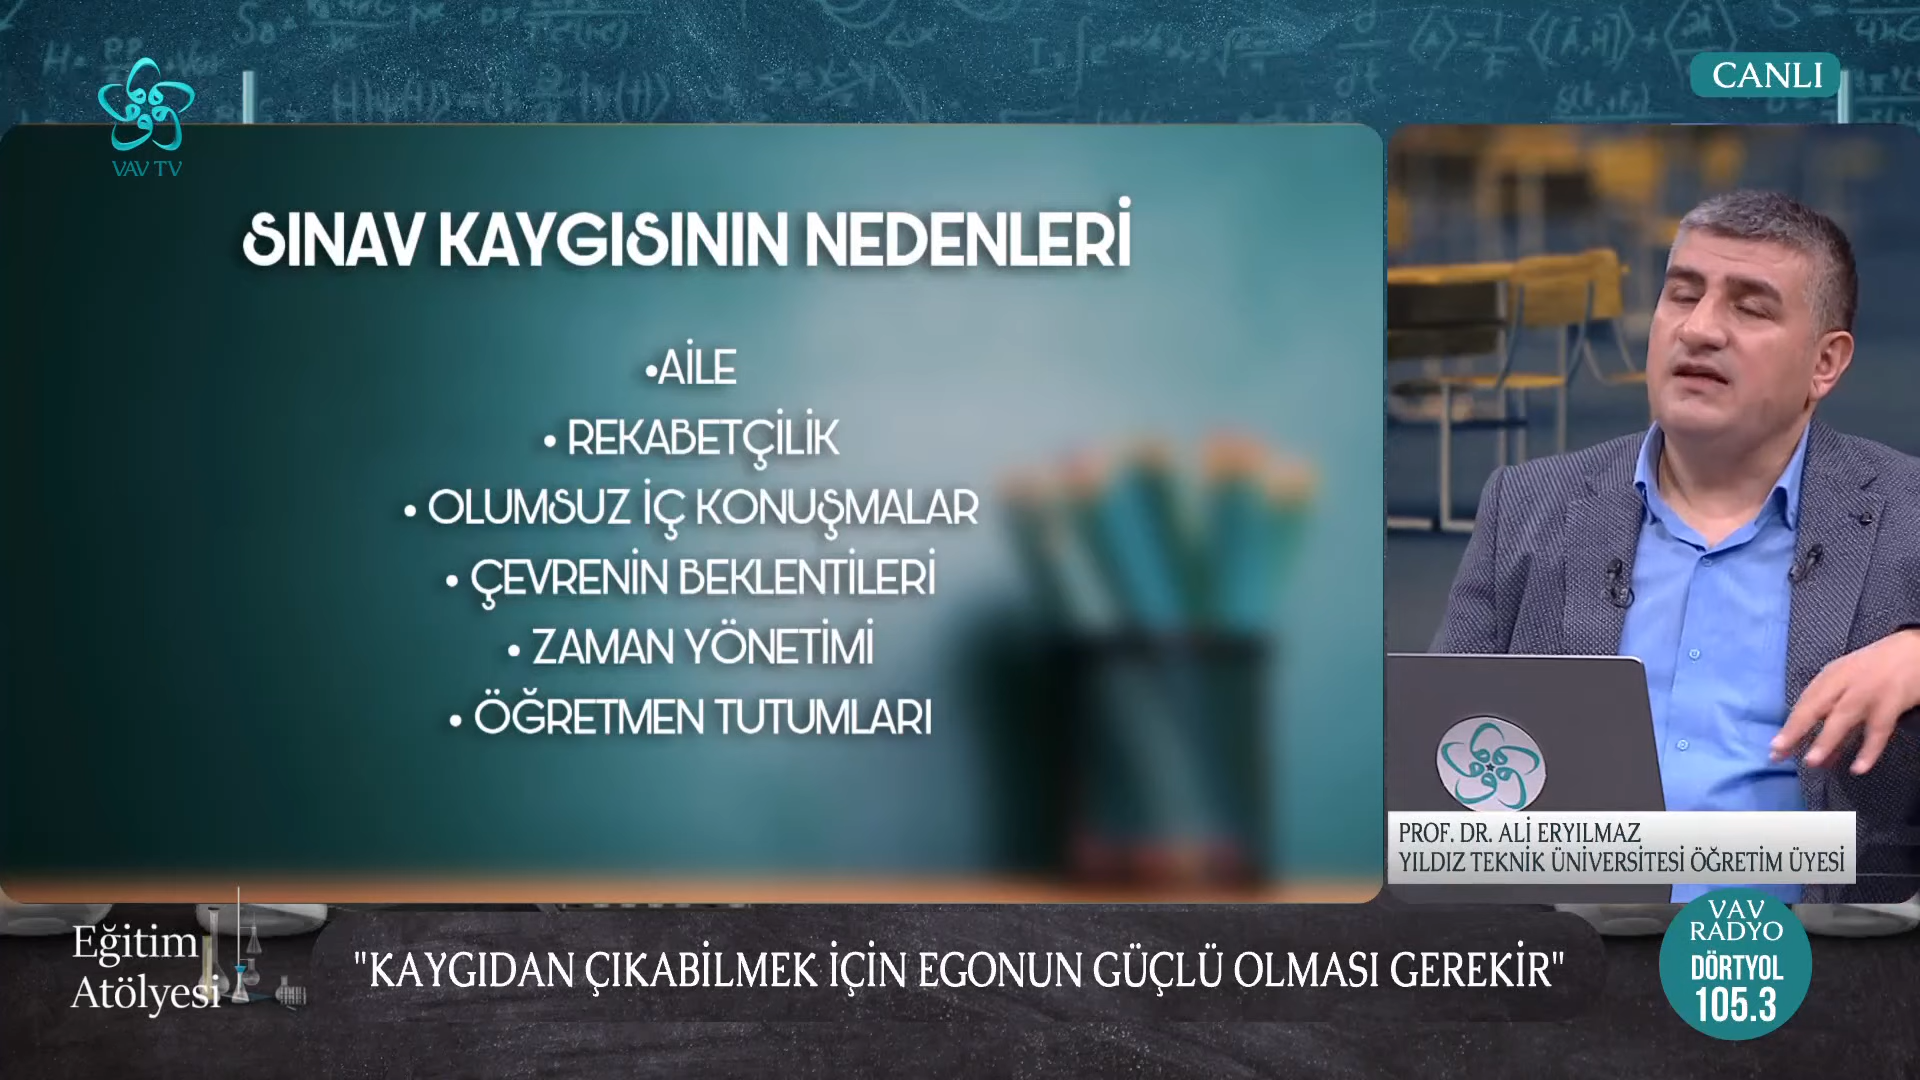 VAV TV
CANLI
SINAV KAYGISININ NEDENLERİ
•AİLE
• REKABETÇİLİK
• OLUMSUZ İÇ KONUŞMALAR
• ÇEVRENİN BEKLENTİLERİ
• ZAMAN YÖNETİMİ
• ÖĞRETMEN TUTUMLARI
PROF. DR. ALİ ERYILMAZ
YILDIZ TEKNİK ÜNİVERSİTESİ ÖĞRETİM ÜYESİ
Eğitim
Atölyesi
"KAYGIDAN ÇIKABİLMEK İÇİN EGONUN GÜÇLÜ OLMASI GEREKİR"
VAV
RADYO
DÖRTYOL
105.3